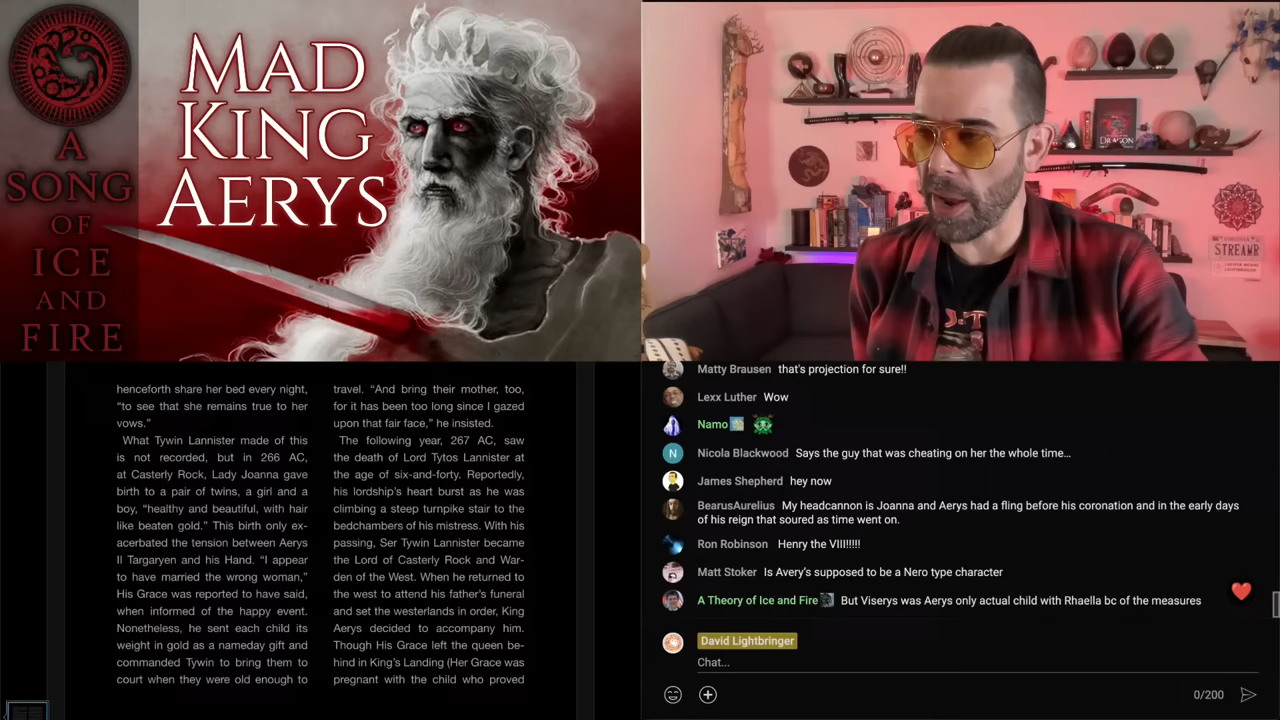 A
SONG
OF
ICE
AND
FIRE
MAD
KING
AERYS
DRAGON
STREAMR
henceforth share her bed every night,
“to see that she remains true to her
vows.”
What Tywin Lannister made of this
is not recorded, but in 266 AC,
at Casterly Rock, Lady Joanna gave
birth to a pair of twins, a girl and a
boy, “healthy and beautiful, with hair
like beaten gold.” This birth only ex-
acerbated the tension between Aerys
II Targaryen and his Hand. “I appear
to have married the wrong woman,”
His Grace was reported to have said,
when informed of the happy event.
Nonetheless, he sent each child its
weight in gold as a nameday gift and
commanded Tywin to bring them to
court when they were old enough to
travel. “And bring their mother, too,
for it has been too long since I gazed
upon that fair face,” he insisted.
The following year, 267 AC, saw
the death of Lord Tytos Lannister at
the age of six-and-forty. Reportedly,
his lordship’s heart burst as he was
climbing a steep turnpike stair to the
bedchambers of his mistress. With his
passing, Ser Tywin Lannister became
the Lord of Casterly Rock and War-
den of the West. When he returned to
the west to attend his father’s funeral
and set the westerlands in order, King
Aerys decided to accompany him.
Though His Grace left the queen be-
hind in King’s Landing (Her Grace was
pregnant with the child who proved
Matty Brausen that's projection for sure!!
Lexx Luther Wow
Namo
N Nicola Blackwood Says the guy that was cheating on her the whole time…
James Shepherd hey now
BearusAurelius My headcannon is Joanna and Aerys had a fling before his coronation and in the early days
of his reign that soured as time went on.
Ron Robinson Henry the VIII!!!!!
Matt Stoker Is Avery’s supposed to be a Nero type character
A Theory of Ice and Fire But Viserys was Aerys only actual child with Rhaella bc of the measures
David Lightbringer
Chat...
0/200